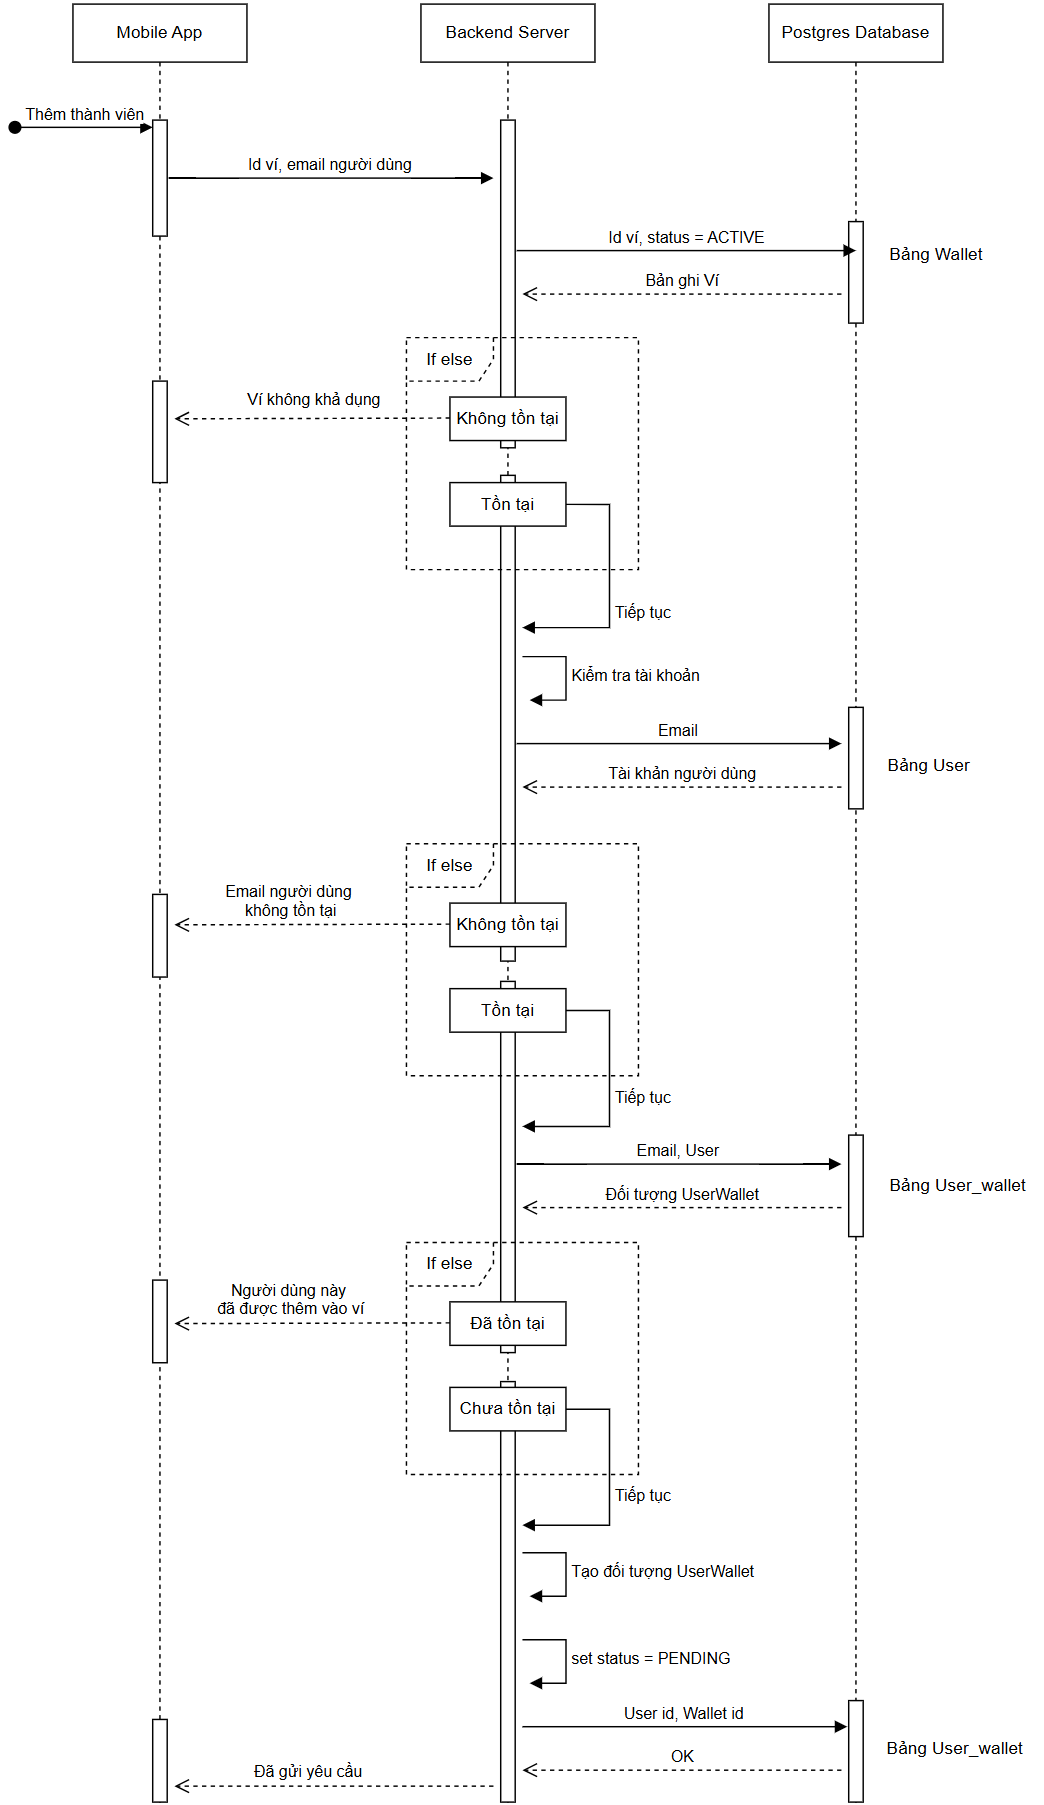 Mobile App
Backend Server
Postgres Database
Thêm thành viên
Id ví, email người dùng
Id ví, status = ACTIVE
Bảng Wallet
Bản ghi Ví
If else
Ví không khả dụng
Không tồn tại
Tồn tại
Tiếp tục
Kiểm tra tài khoản
Email
Bảng User
Tài khản người dùng
If else
Email người dùng
không tồn tại
Không tồn tại
Tồn tại
Tiếp tục
Email, User
Bảng User_wallet
Đối tượng UserWallet
If else
Người dùng này
đã được thêm vào ví
Đã tồn tại
Chưa tồn tại
Tiếp tục
Tạo đối tượng UserWallet
set status = PENDING
User id, Wallet id
Bảng User_wallet
OK
Đã gửi yêu cầu